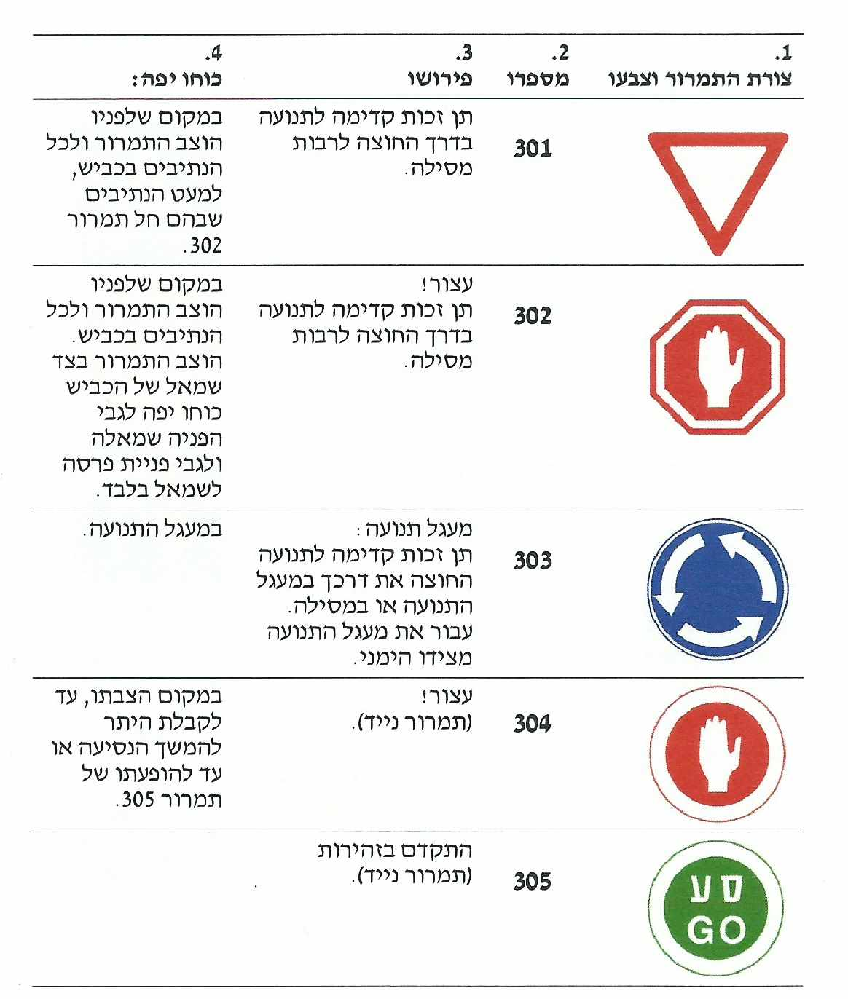 1.
צורת התמרור וצבעו
2.
מספרו
3.
פירושו
4.
כוחו יפה:
301
תן זכות קדימה לתנועה
בדרך החוצה לרבות
מסילה.
במקום שלפניו
הוצב התמרור ולכל
הנתיבים בכביש,
למעט הנתיבים
שבהם חל תמרור
302.
302
עצור!
תן זכות קדימה לתנועה
בדרך החוצה לרבות
מסילה.
במקום שלפניו
הוצב התמרור ולכל
הנתיבים בכביש.
הוצב התמרור בצד
שמאל של הכביש
כוחו יפה לגבי
הפניה שמאלה
ולגבי פניית פרסה
לשמאל בלבד.
303
מעגל תנועה:
תן זכות קדימה לתנועה
החוצה את דרכך במעגל
התנועה או במסילה.
עבור את מעגל התנועה
מצידו הימני.
במעגל התנועה.
304
עצור!
(תמרור נייד).
במקום הצבתו, עד
לקבלת היתר
להמשך הנסיעה או
עד להופעתו של
תמרור 305.
סע
GO
305
התקדם בזהירות
(תמרור נייד).